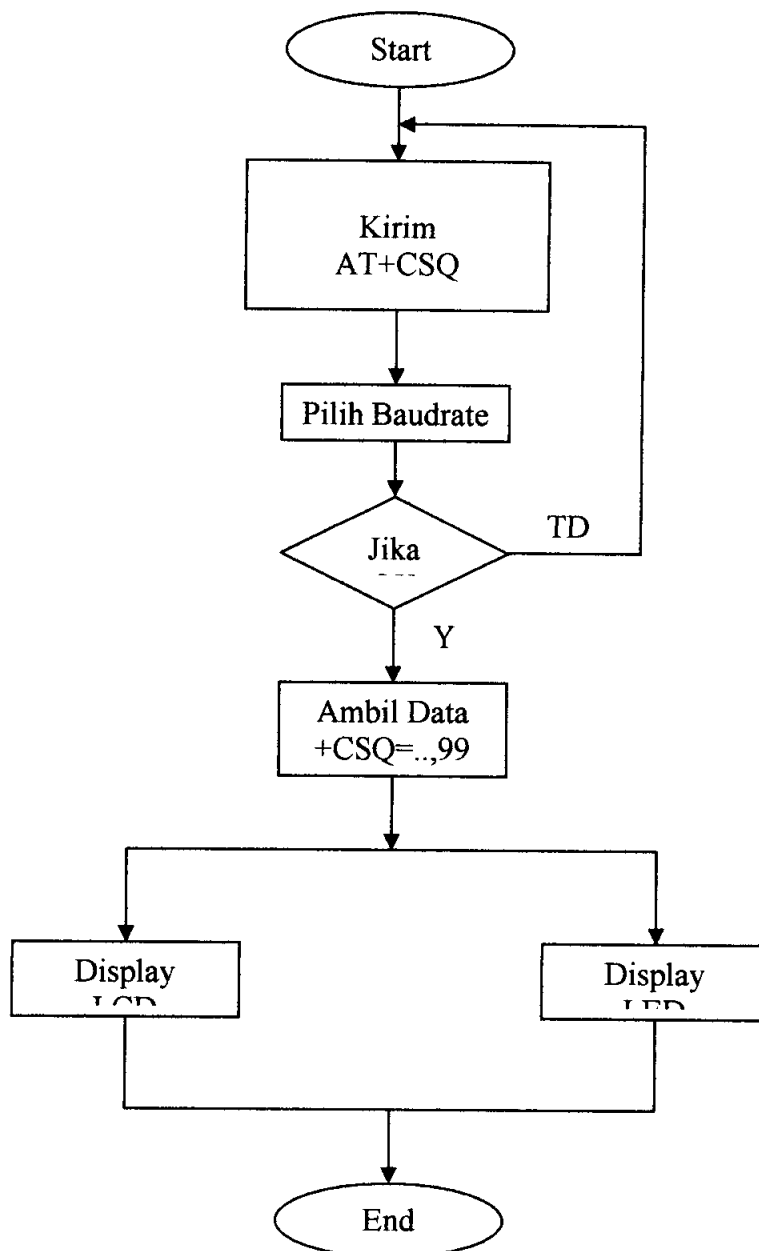 Start
Kirim
AT+CSQ
Pilih Baudrate
Jika
TD
Y
Ambil Data
+CSQ=..,99
Display
Display
End